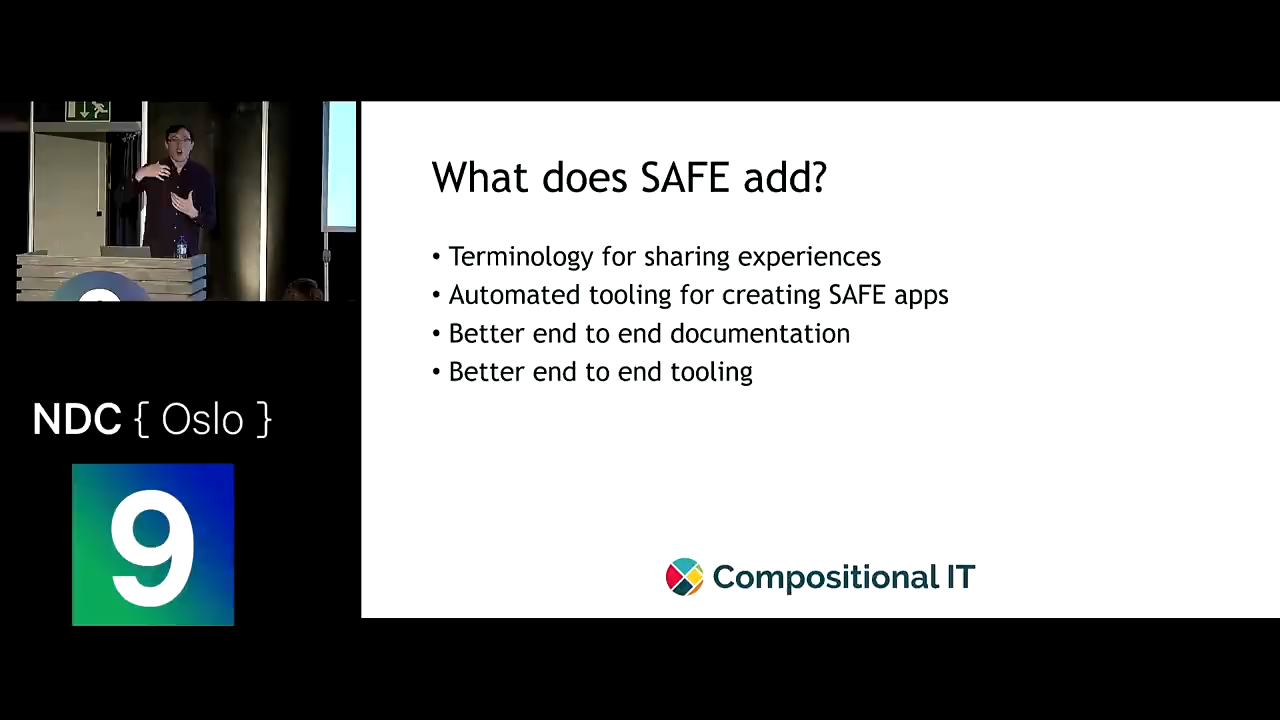 What does SAFE add?
• Terminology for sharing experiences
• Automated tooling for creating SAFE apps
• Better end to end documentation
• Better end to end tooling
Compositional IT
NDC { Oslo }
9